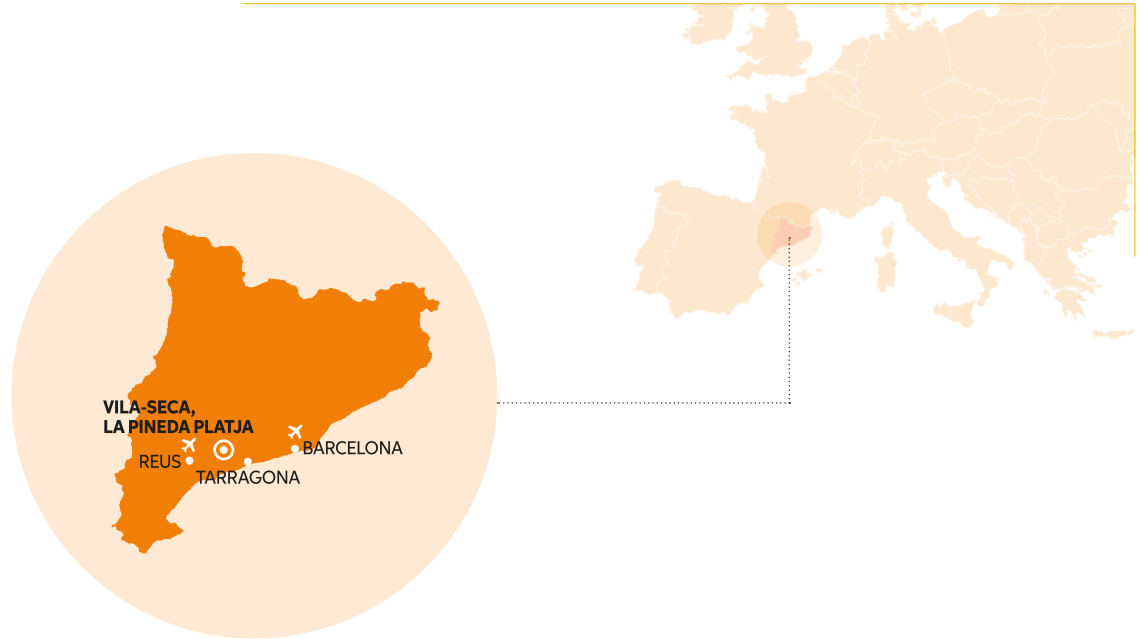 VILA-SECA,
LA PINEDA PLATJA
BARCELONA
REUS
TARRAGONA